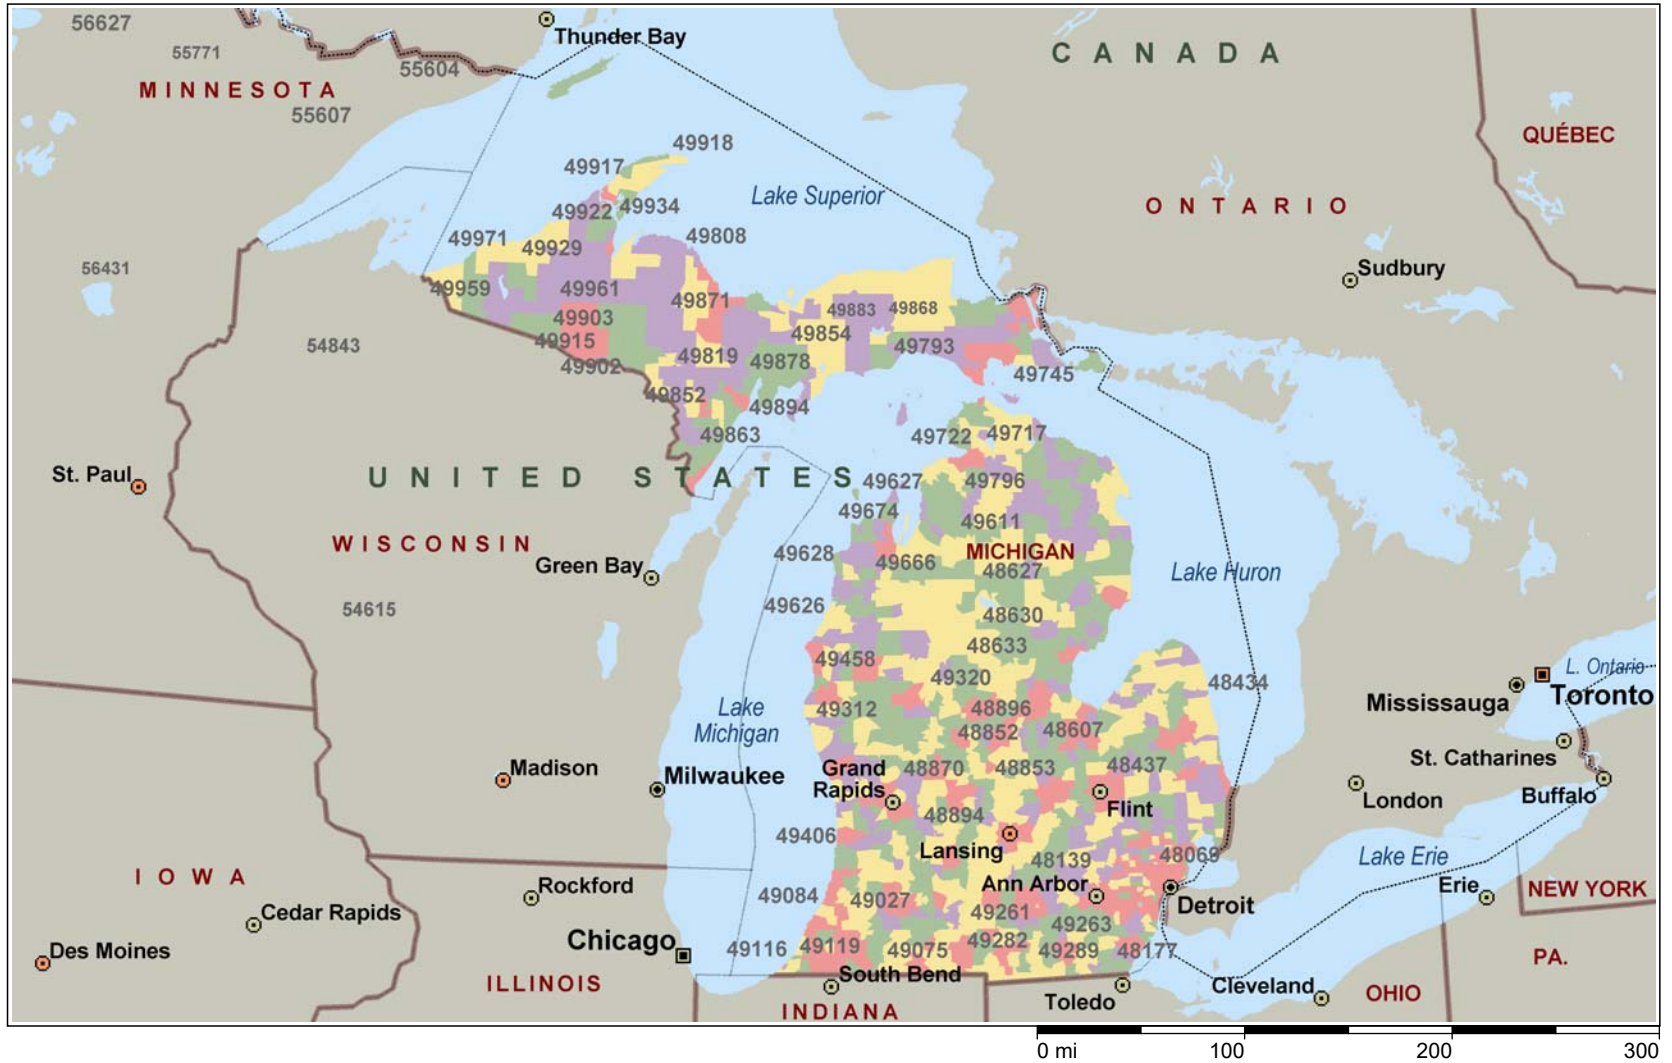 56627
Thunder Bay
55771
55604
CANADA
MINNESOTA
55607
QUÉBEC
49918
49917
Lake Superior
49922
49934
ONTARIO
49971
49929
49808
56431
Sudbury
49959
49961
49871
49903
49883
49868
49915
49854
54843
49819
49878
49793
49902
49745
49852
49894
49863
49722
49717
St. Paul
UNITED STATES
49627
49796
49674
49611
WISCONSIN
49628
MICHIGAN
Green Bay
49666
48627
Lake Huron
54615
49626
48630
48633
49458
49320
48434
L. Ontario
Mississauga
Toronto
49312
48896
Lake
Michigan
48852
48607
St. Catharines
Madison
Milwaukee
Grand
Rapids
48870
48853
48437
London
Buffalo
Flint
48894
49406
Lansing
48139
48069
Lake Erie
IOWA
Rockford
49084
49027
Ann Arbor
Detroit
Erie
NEW YORK
Cedar Rapids
49261
49263
Chicago
49116
49119
49075
49282
49289
48177
Des Moines
PA.
ILLINOIS
South Bend
Toledo
Cleveland
OHIO
INDIANA
0 mi 100 200 300